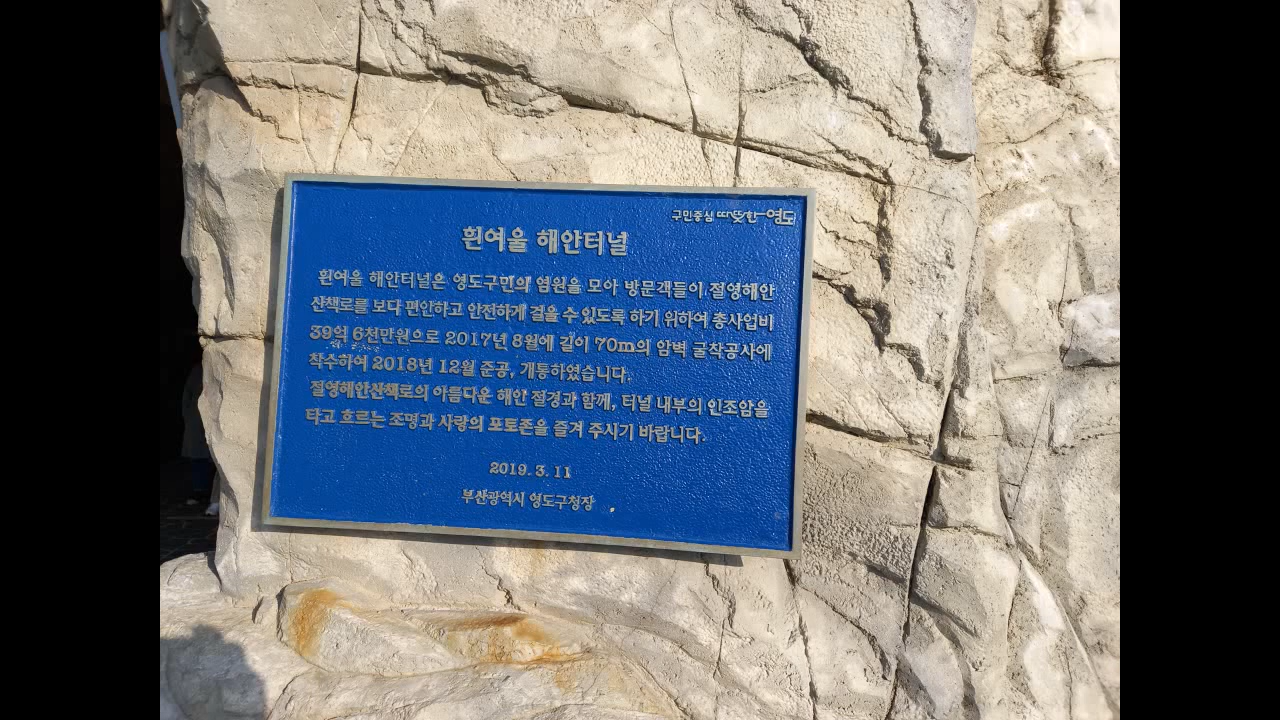 구민중심 따뜻한 영도
흰여울 해안터널
흰여울 해안터널은 영도구민의 염원을 모아 방문객들이 절영해안
산책로를 보다 편안하고 안전하게 걸을 수 있도록 하기 위하여 총사업비
39억 6천만원으로 2017년 8월에 길이 70m의 암벽 굴착공사에
착수하여 2018년 12월 준공, 개통하였습니다.
절영해안산책로의 아름다운 해안 절경과 함께, 터널 내부의 인조암을
타고 흐르는 조명과 사랑의 포토존을 즐겨 주시기 바랍니다.
2019. 3. 11
부산광역시 영도구청장